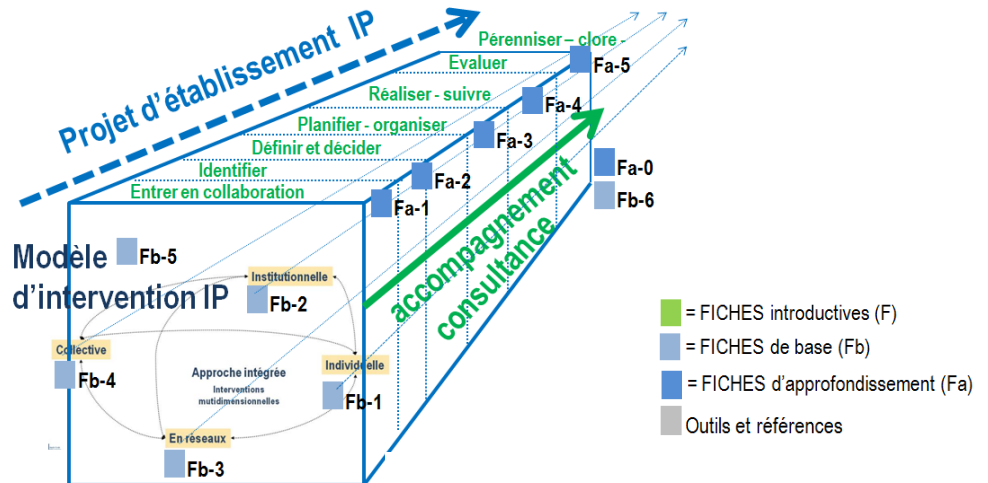 Projet d’établissement IP
Pérenniser – clore -
Evaluer
Fa-5
Réaliser - suivre
Fa-4
Planifier - organiser
Fa-3
Définir et décider
Identifier
Fa-2
Entrer en collaboration
Fa-1
Fa-0
Fb-6
accompagnement
consultance
Modèle
d’intervention IP
Fb-5
Institutionnelle
Fb-2
Collective
Fb-4
Individuelle
Fb-1
Approche intégrée
Interventions
mutidimensionnelles
En réseaux
Fb-3
= FICHES introductives (F)
= FICHES de base (Fb)
= FICHES d’approfondissement (Fa)
Outils et références